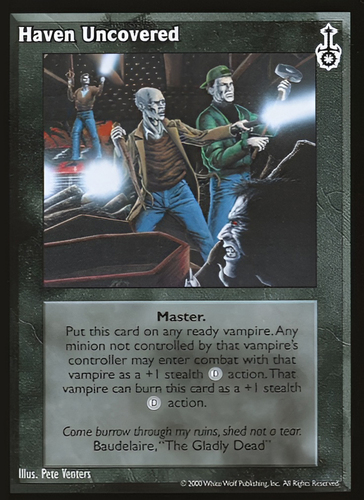 Haven Uncovered
Master.
Put this card on any ready vampire. Any
minion not controlled by that vampire's
controller may enter combat with that
vampire as a +1 stealth D action. That
vampire can burn this card as a +1 stealth
D action.
Come burrow through my ruins, shed not a tear.
Baudelaire, "The Gladly Dead"
Illus. Pete Venters
© 2000 White Wolf Publishing, Inc. All Rights Reserved.